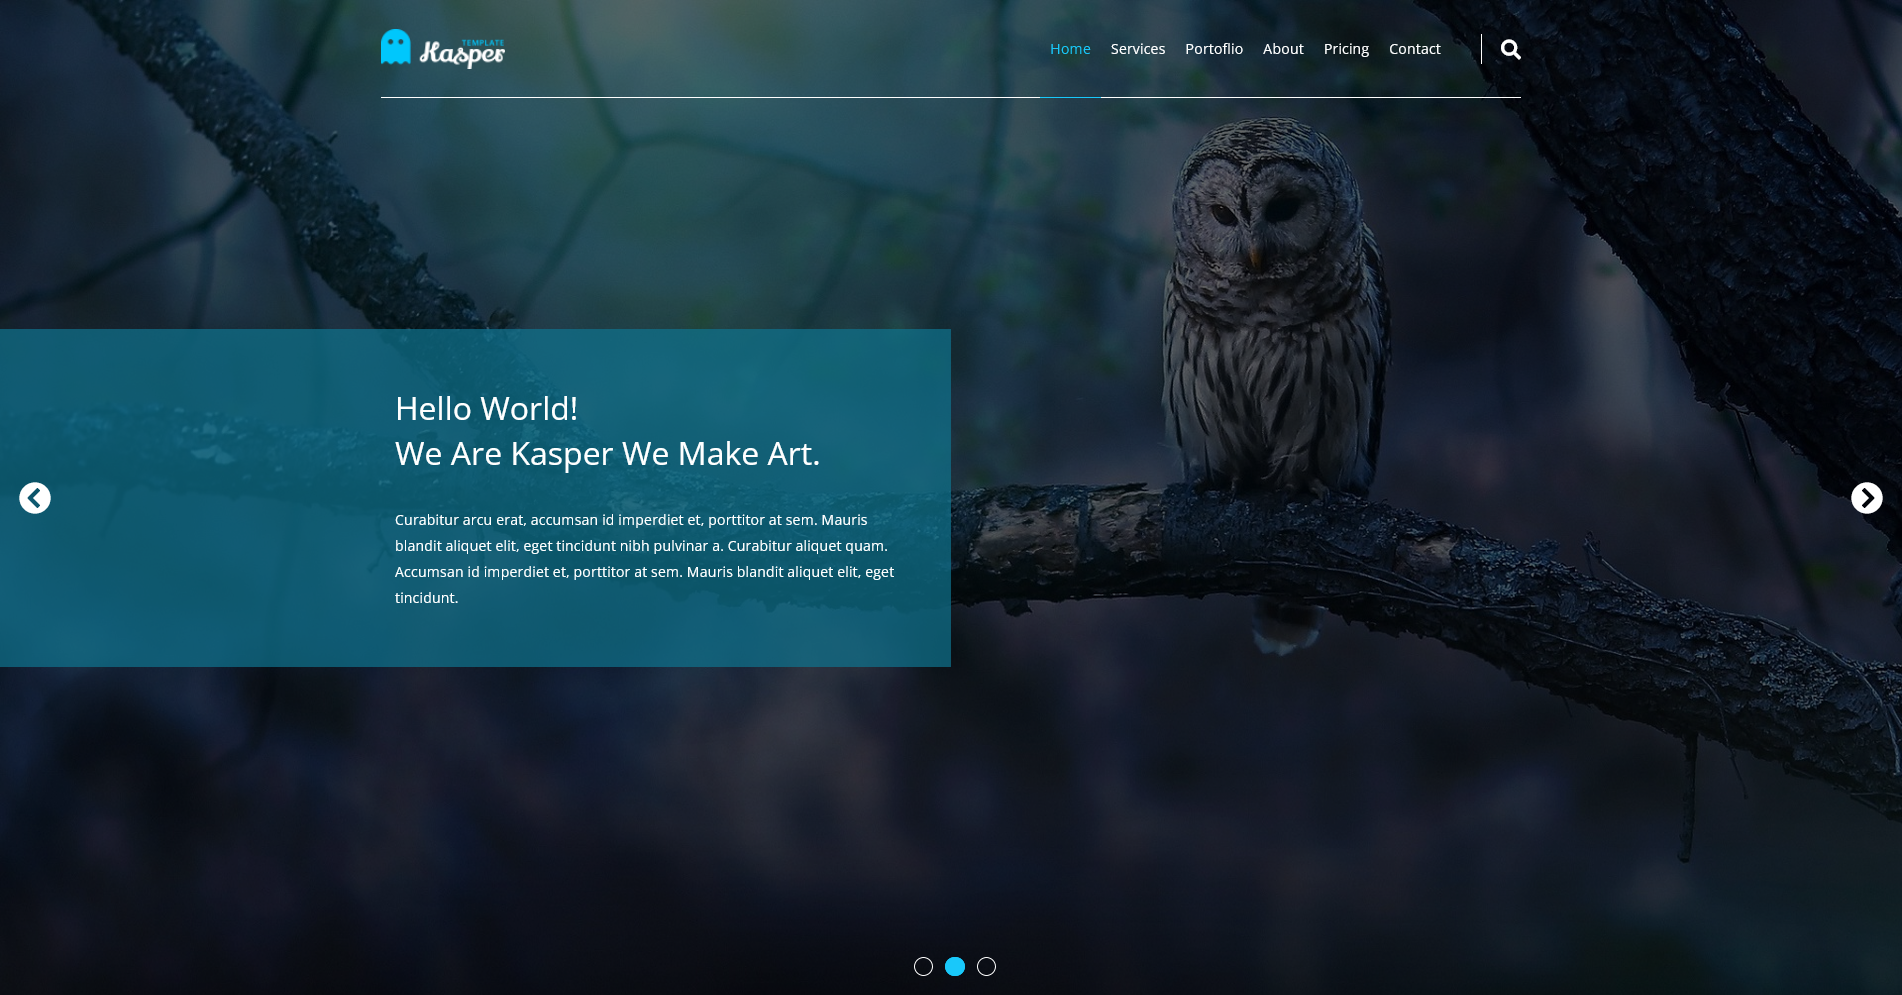 TEMPLATE
Kasper
Home Services Portoflio About Pricing Contact
Hello World!
We Are Kasper We Make Art.
Curabitur arcu erat, accumsan id imperdiet et, porttitor at sem. Mauris
blandit aliquet elit, eget tincidunt nibh pulvinar a. Curabitur aliquet quam.
Accumsan id imperdiet et, porttitor at sem. Mauris blandit aliquet elit, eget
tincidunt.